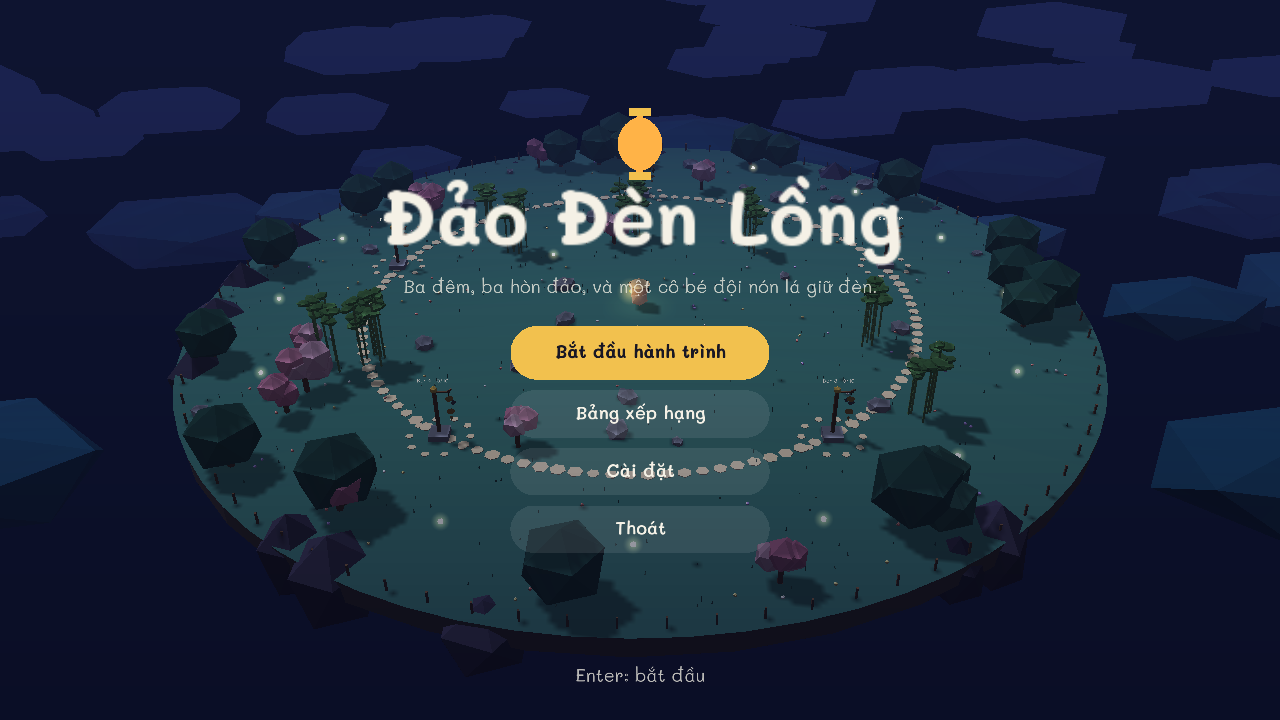 Đảo Đèn Lồng
Ba đêm, ba hòn đảo, và một cô bé đội nón lá giữ đèn.
Bắt đầu hành trình
Bảng xếp hạng
Cài đặt
Thoát
Enter: bắt đầu